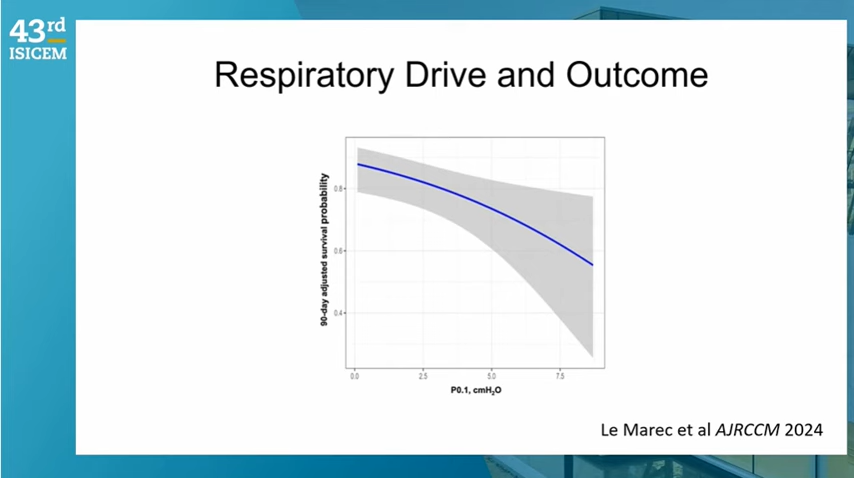 43rd
ISICEM
Respiratory Drive and Outcome
90-day adjusted survival probability
0.8
0.6
0.4
0.0 2.5 5.0 7.5
P0.1, cmH₂O
Le Marec et al AJRCCM 2024